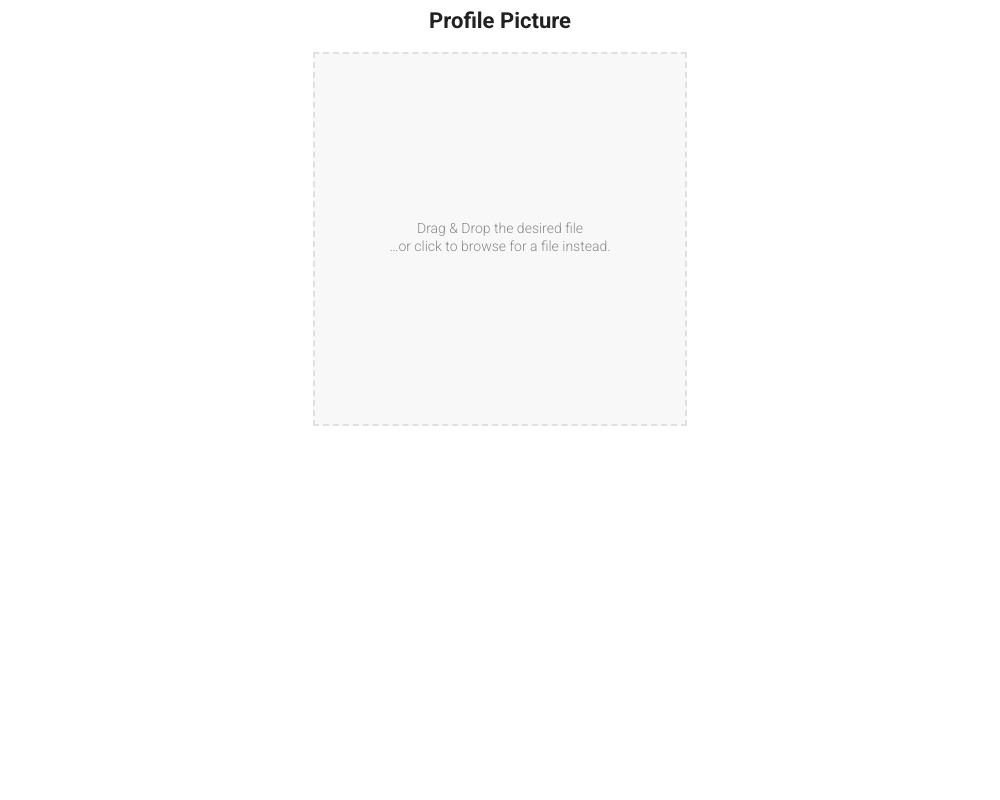 Profile Picture
Drag & Drop the desired file
...or click to browse for a file instead.